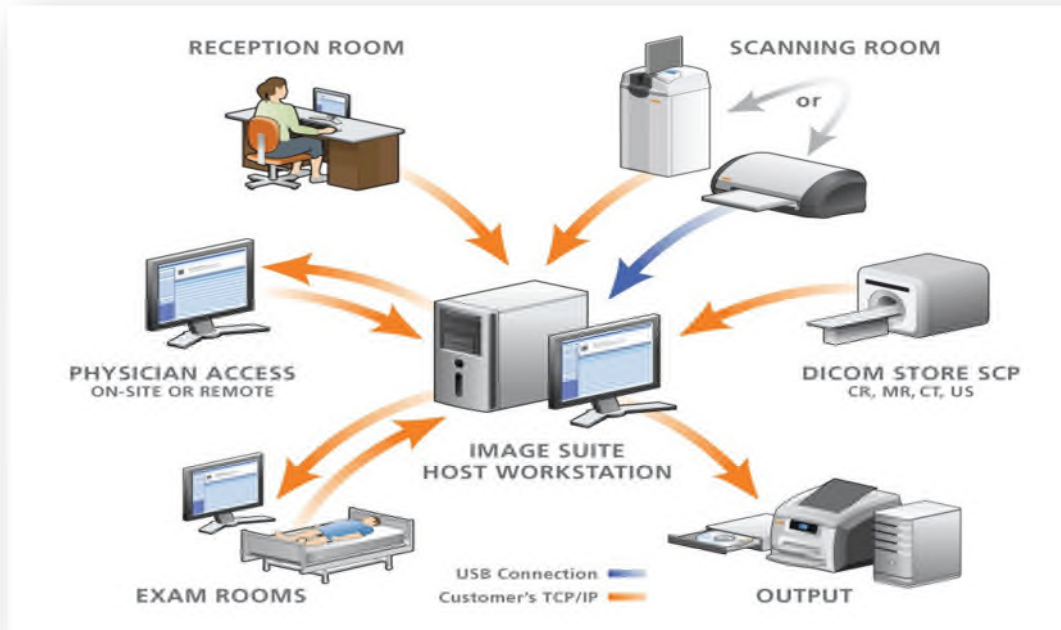 RECEPTION ROOM
SCANNING ROOM
or
PHYSICIAN ACCESS
ON-SITE OR REMOTE
DICOM STORE SCP
CR, MR, CT, US
IMAGE SUITE
HOST WORKSTATION
EXAM ROOMS
USB Connection
Customer's TCP/IP
OUTPUT